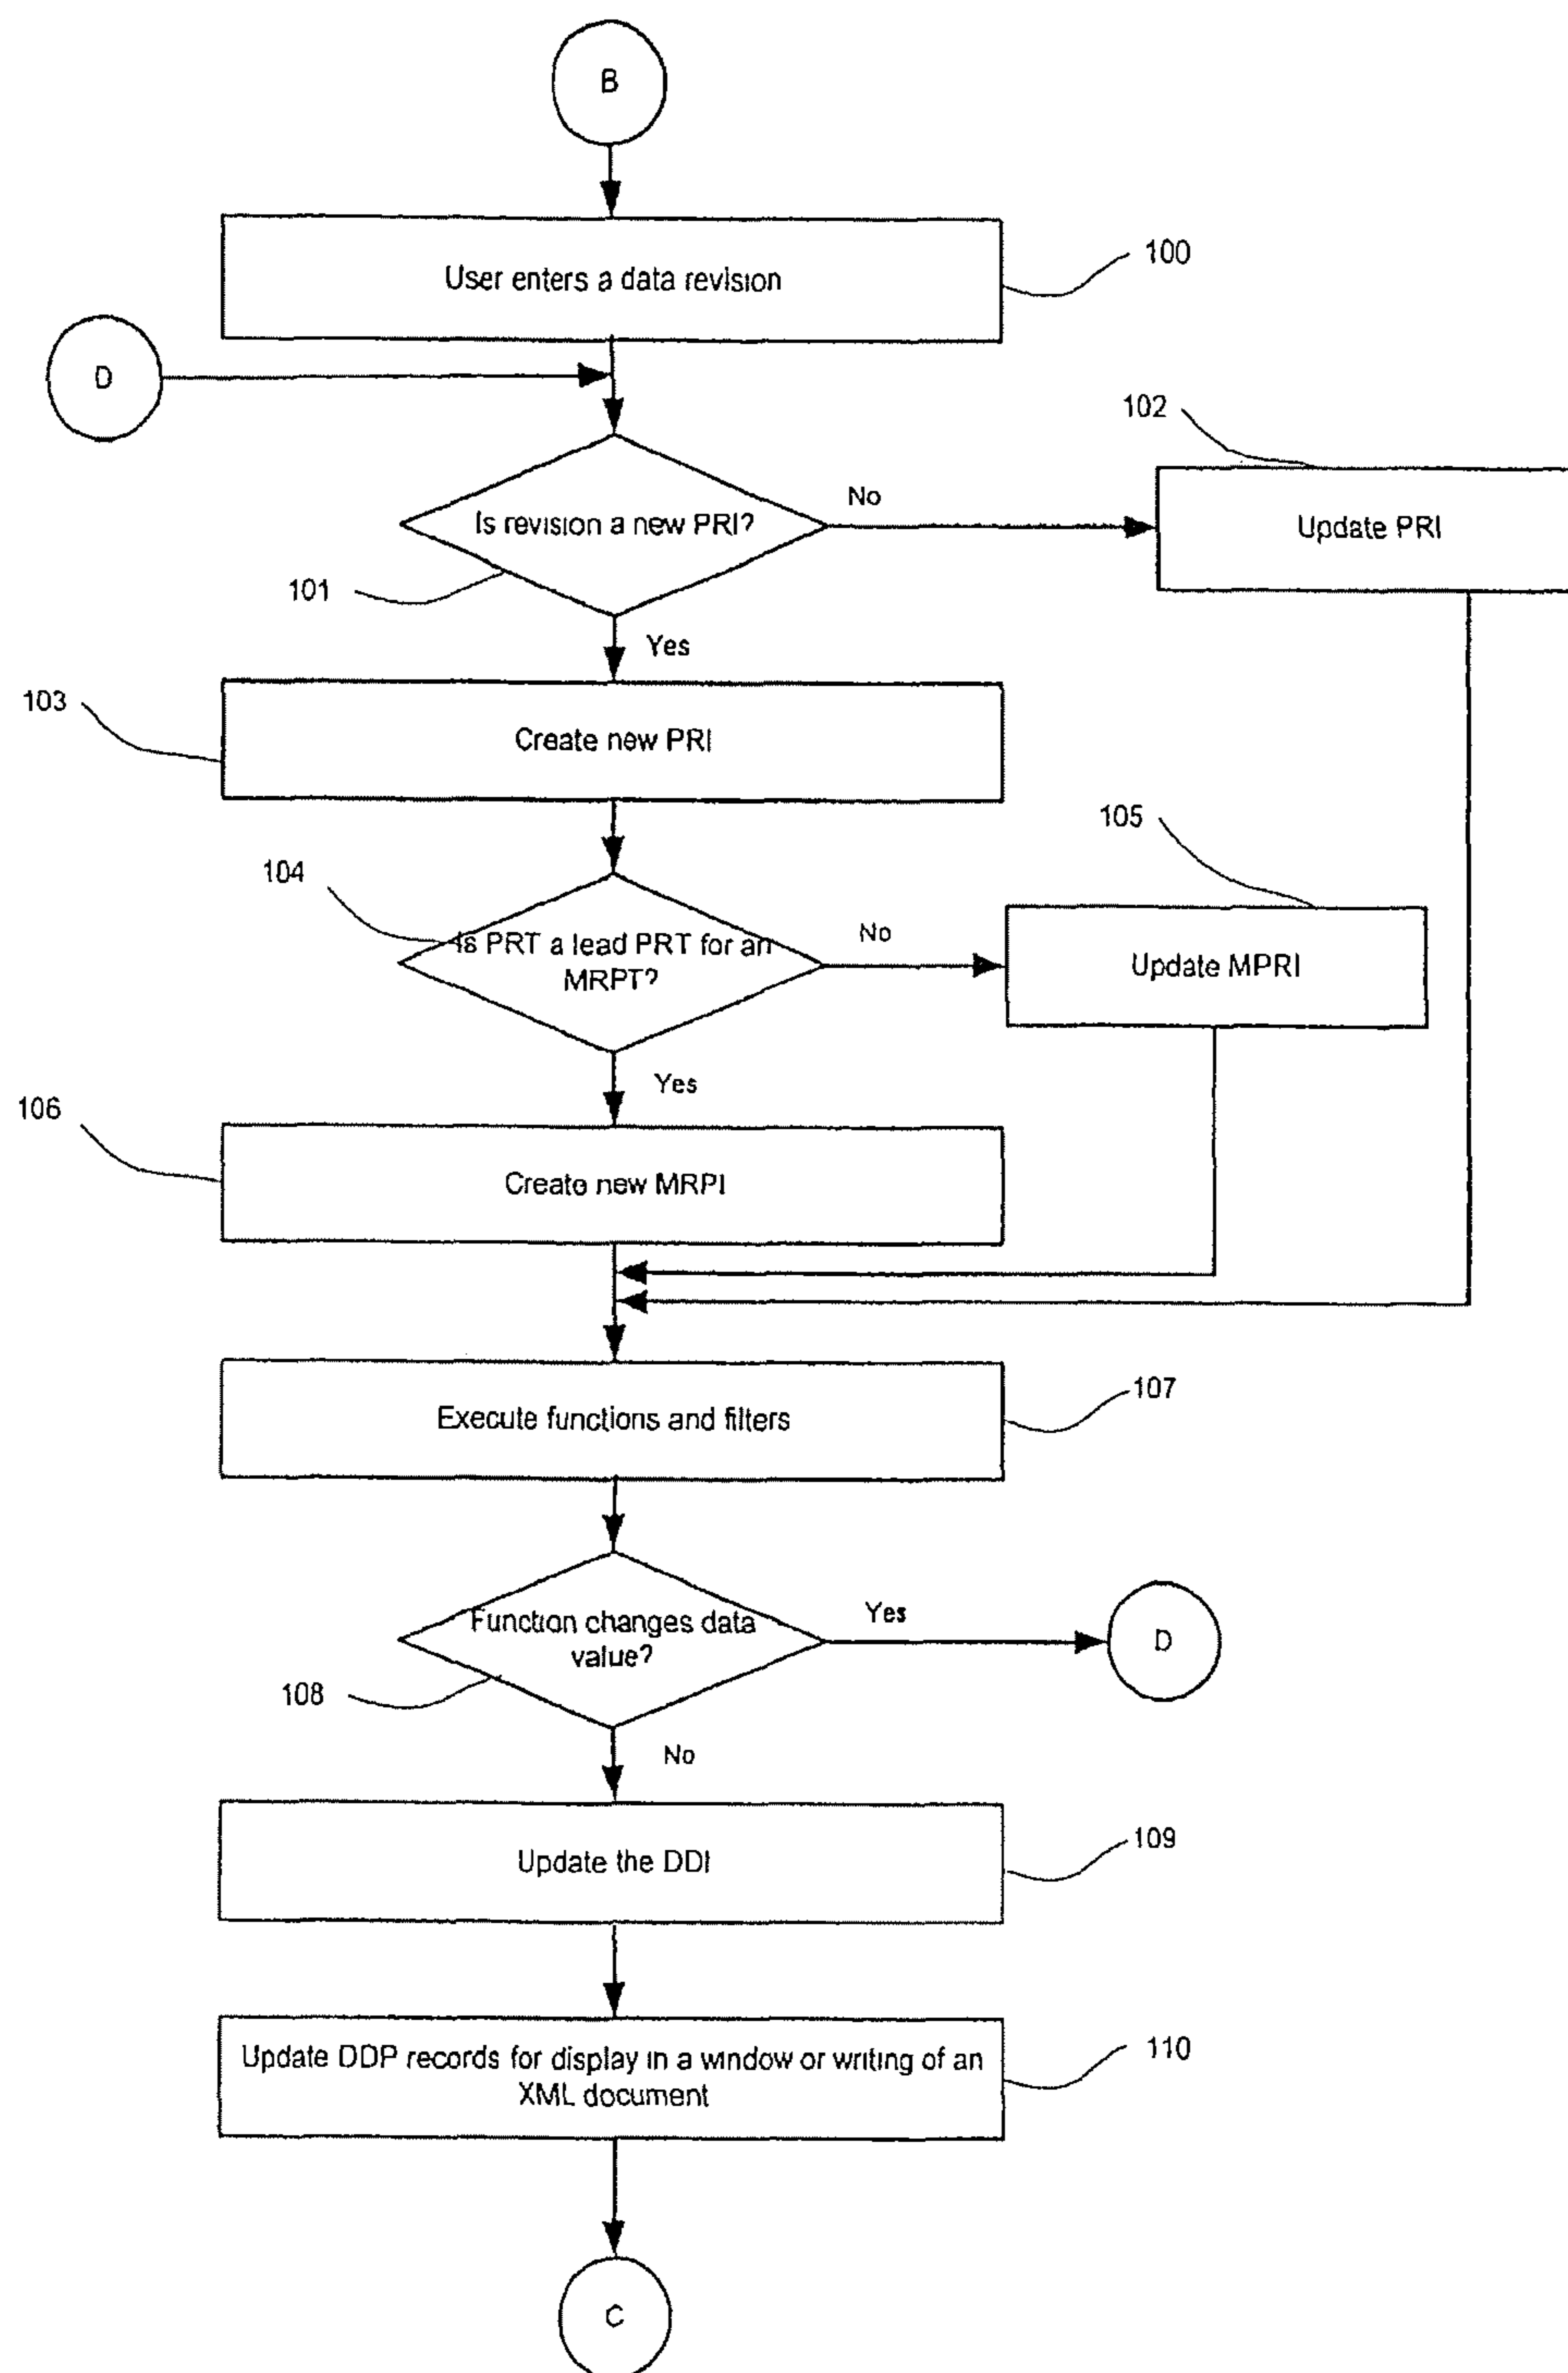 B
User enters a data revision
100
D
102
Is revision a new PRI?
No
Update PRI
101
Yes
103
Create new PRI
105
104
Is PRT a lead PRT for an
MRPT?
No
Update MPRI
Yes
106
Create new MRPI
107
Execute functions and filters
Function changes data
value?
Yes
D
108
No
109
Update the DDI
110
Update DDP records for display in a window or writing of an
XML document
C